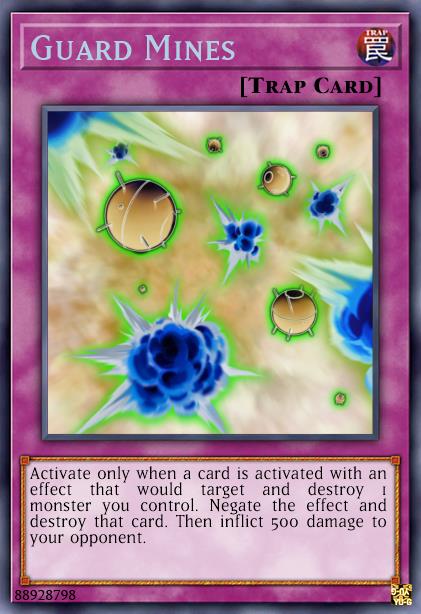 Guard Mines
TRAP
罠
[Trap Card]
Activate only when a card is activated with an
effect that would target and destroy 1
monster you control. Negate the effect and
destroy that card. Then inflict 500 damage to
your opponent.
88928798